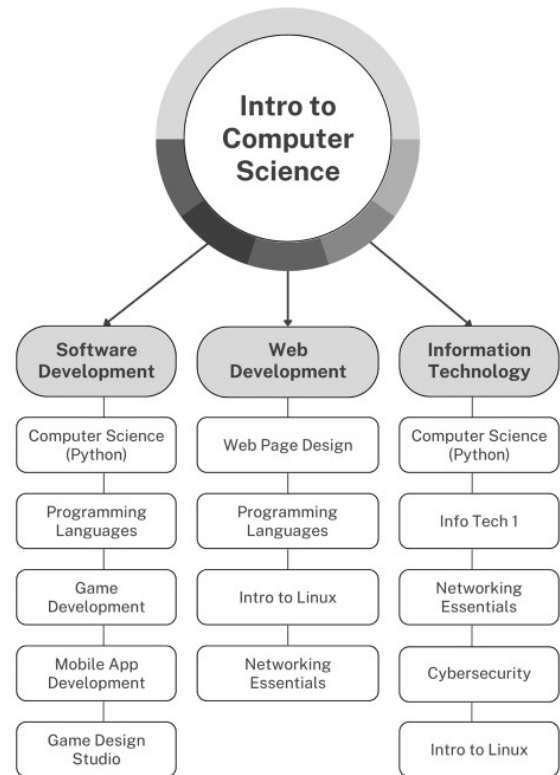 Intro to
Computer
Science
Software
Development
Computer Science
(Python)
Programming
Languages
Game
Development
Mobile App
Development
Game Design
Studio
Web
Development
Web Page Design
Programming
Languages
Intro to Linux
Networking
Essentials
Information
Technology
Computer Science
(Python)
Info Tech 1
Networking
Essentials
Cybersecurity
Intro to Linux